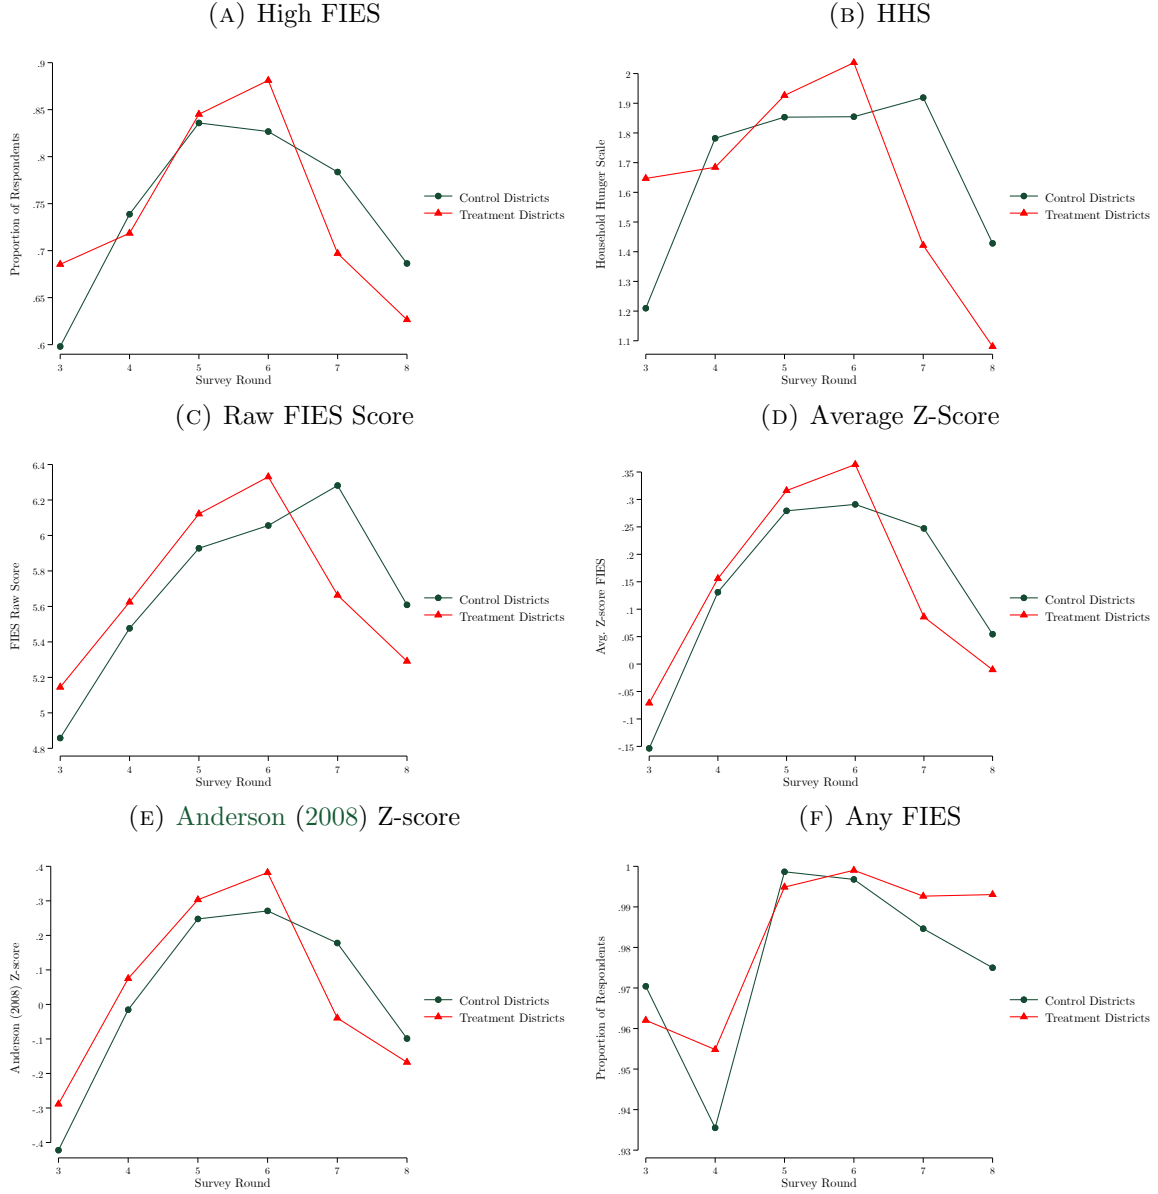 (A) High FIES
.9
.85
.8
.75
.7
.65
.6
Proportion of Respondents
3 4 5 6 7 8
Survey Round
Control Districts
Treatment Districts
(B) HHS
2
1.9
1.8
1.7
1.6
1.5
1.4
1.3
1.2
1.1
Household Hunger Scale
3 4 5 6 7 8
Survey Round
Control Districts
Treatment Districts
(C) Raw FIES Score
6.4
6.2
6
5.8
5.6
5.4
5.2
5
4.8
FIES Raw Score
3 4 5 6 7 8
Survey Round
Control Districts
Treatment Districts
(D) Average Z-Score
.35
.3
.25
.2
.15
.1
.05
0
-.05
-.1
-.15
Avg. Z-score FIES
3 4 5 6 7 8
Survey Round
Control Districts
Treatment Districts
(E) Anderson (2008) Z-score
.4
.3
.2
.1
0
-.1
-.2
-.3
-.4
Anderson (2008) Z-score
3 4 5 6 7 8
Survey Round
Control Districts
Treatment Districts
(F) Any FIES
1
.99
.98
.97
.96
.95
.94
.93
Proportion of Respondents
3 4 5 6 7 8
Survey Round
Control Districts
Treatment Districts